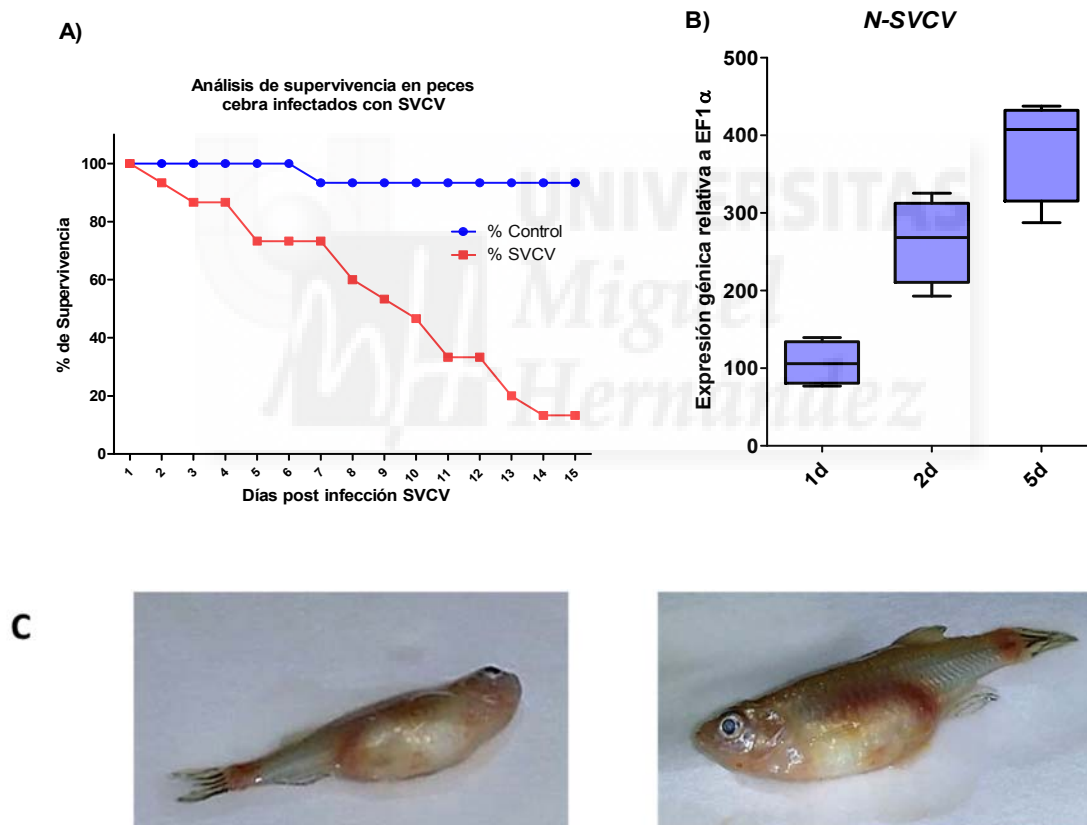 A)
Análisis de supervivencia en peces
cebra infectados con SVCV
% de Supervivencia
100
80
60
40
20
0
% Control
% SVCV
1 2 3 4 5 6 7 8 9 10 11 12 13 14 15
Días post infección SVCV
B)
N-SVCV
Expresión génica relativa a EF1α
500
400
300
200
100
0
1d 2d 5d
UNIVERSITAS
Miguel
Hernández
C